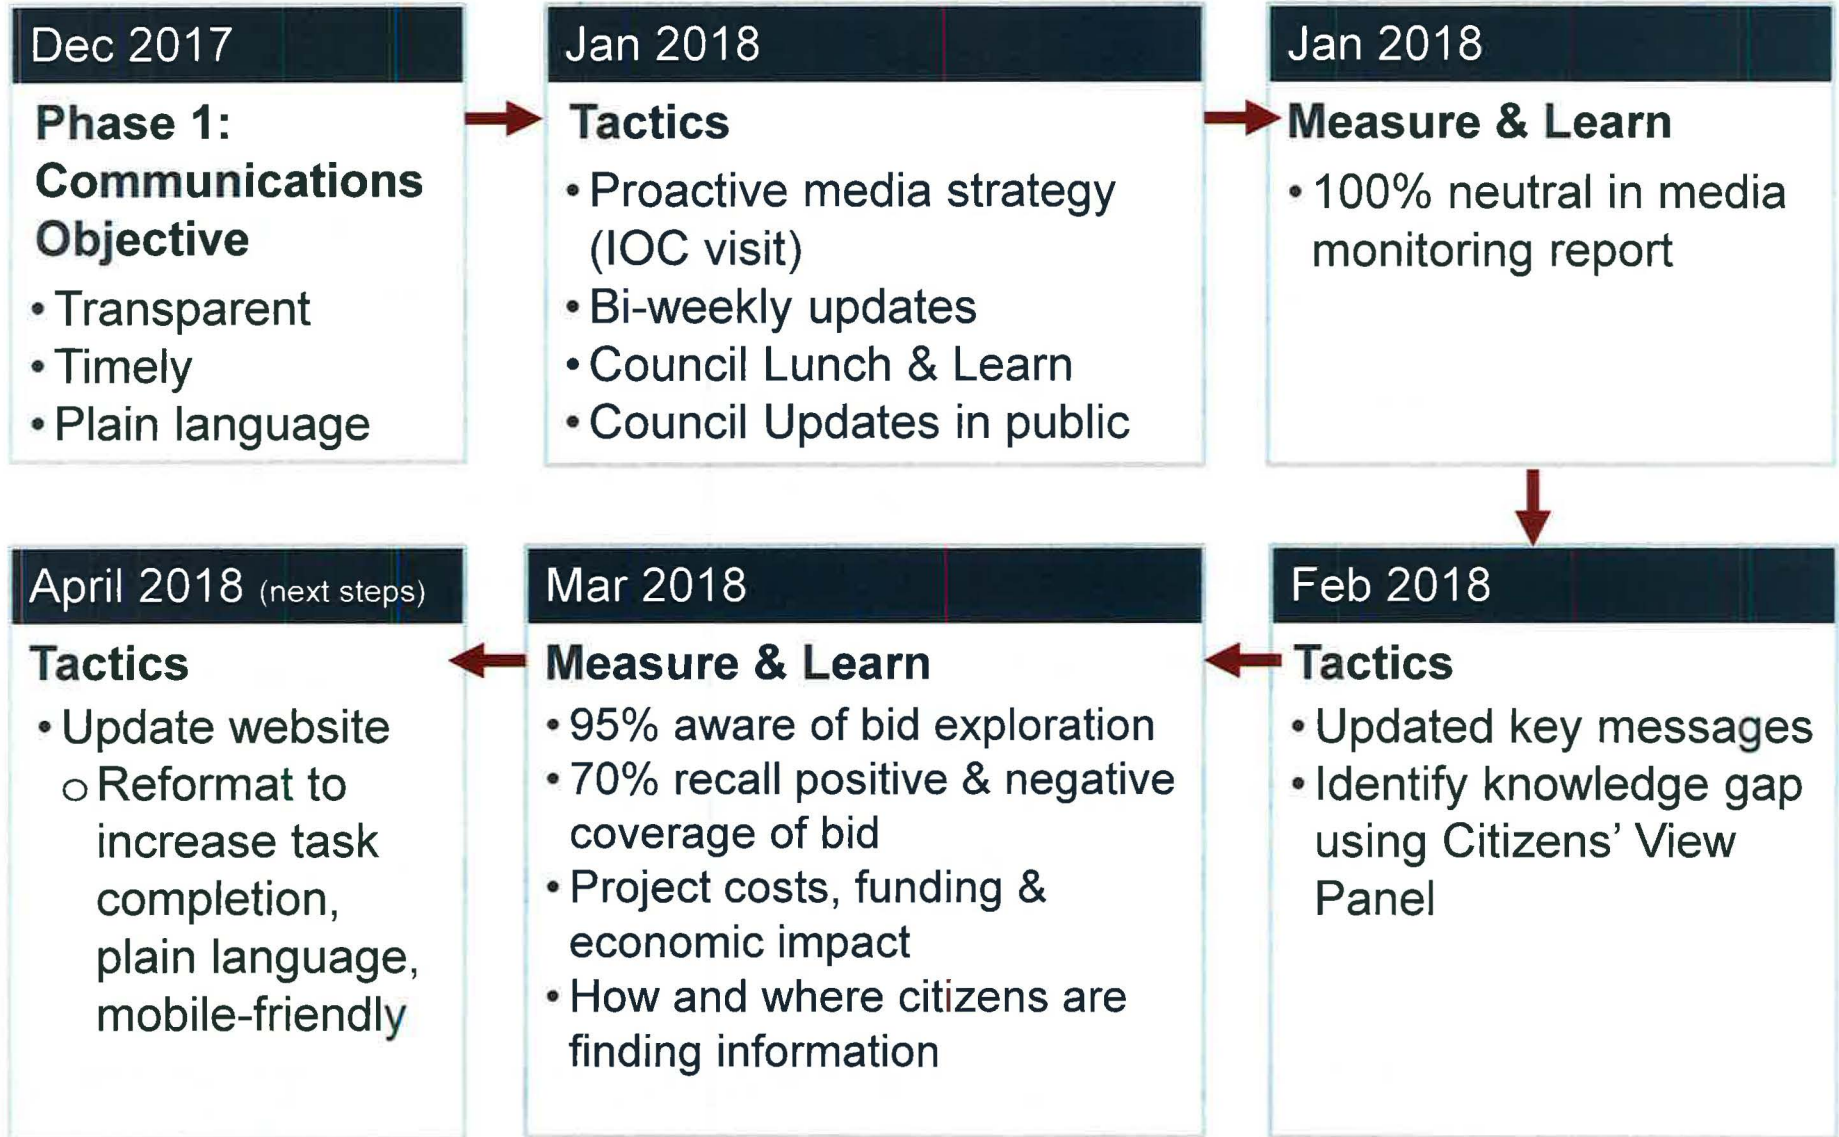 Dec 2017
Phase 1:
Communications
Objective
• Transparent
• Timely
• Plain language
Jan 2018
Tactics
• Proactive media strategy
(IOC visit)
• Bi-weekly updates
• Council Lunch & Learn
• Council Updates in public
Jan 2018
Measure & Learn
• 100% neutral in media
monitoring report
Feb 2018
Tactics
• Updated key messages
• Identify knowledge gap
using Citizens’ View
Panel
Mar 2018
Measure & Learn
• 95% aware of bid exploration
• 70% recall positive & negative
coverage of bid
• Project costs, funding &
economic impact
• How and where citizens are
finding information
April 2018 (next steps)
Tactics
• Update website
o Reformat to
increase task
completion,
plain language,
mobile-friendly